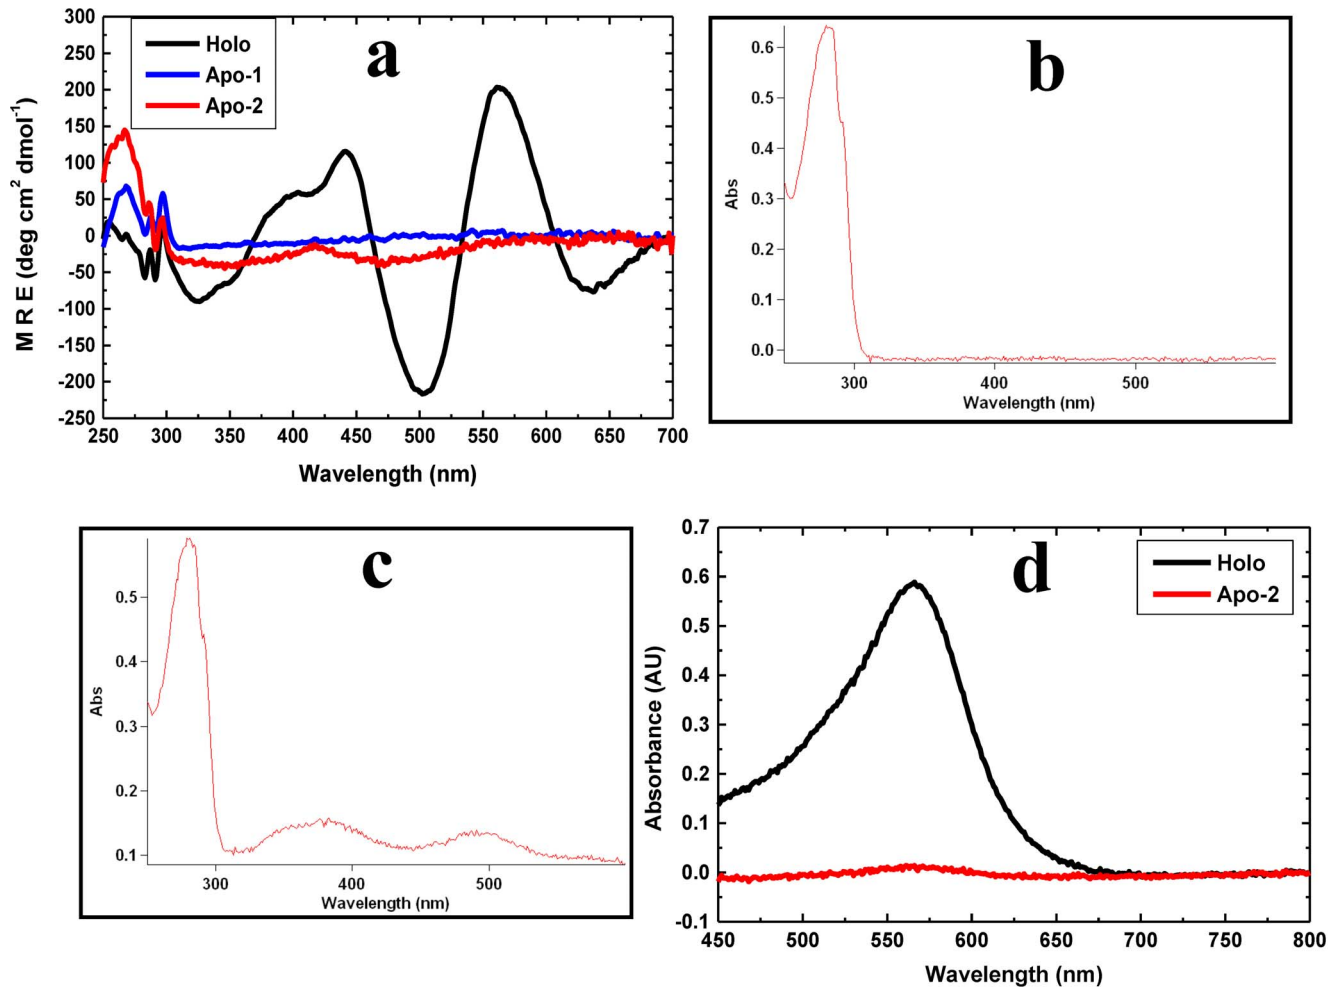 300
250
200
150
100
50
0
-50
-100
-150
-200
-250
M R E (deg cm² dmol⁻¹)
Holo
Apo-1
Apo-2
a
250 300 350 400 450 500 550 600 650 700
Wavelength (nm)
b
0.6
0.5
0.4
0.3
0.2
0.1
0.0
Abs
300 400 500
Wavelength (nm)
c
0.5
0.4
0.3
0.2
0.1
Abs
300 400 500
Wavelength (nm)
d
0.7
0.6
0.5
0.4
0.3
0.2
0.1
0.0
-0.1
Absorbance (AU)
Holo
Apo-2
450 500 550 600 650 700 750 800
Wavelength (nm)